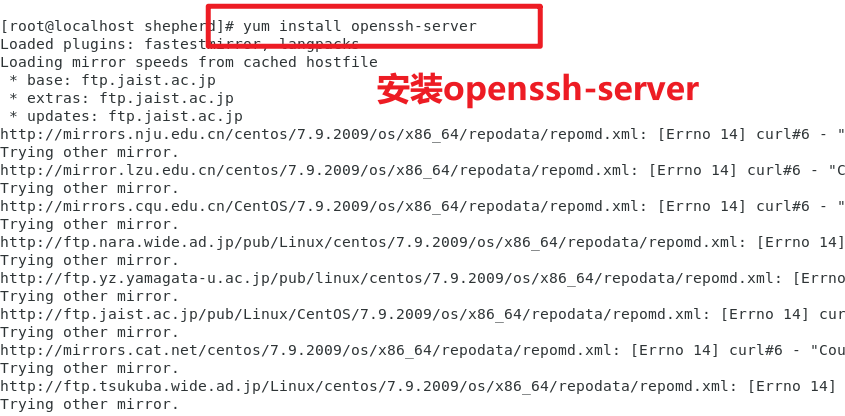 [root@localhost shepherd]# yum install openssh-server
Loaded plugins: fastestmirror, langpacks
Loading mirror speeds from cached hostfile
* base: ftp.jaist.ac.jp
安装openssh-server
* extras: ftp.jaist.ac.jp
* updates: ftp.jaist.ac.jp
http://mirrors.nju.edu.cn/centos/7.9.2009/os/x86_64/repodata/repomd.xml: [Errno 14] curl#6 - "
Trying other mirror.
http://mirror.lzu.edu.cn/centos/7.9.2009/os/x86_64/repodata/repomd.xml: [Errno 14] curl#6 - "C
Trying other mirror.
http://mirrors.cqu.edu.cn/CentOS/7.9.2009/os/x86_64/repodata/repomd.xml: [Errno 14] curl#6 - "
Trying other mirror.
http://ftp.nara.wide.ad.jp/pub/Linux/centos/7.9.2009/os/x86_64/repodata/repomd.xml: [Errno 14]
Trying other mirror.
http://ftp.yz.yamagata-u.ac.jp/pub/linux/centos/7.9.2009/os/x86_64/repodata/repomd.xml: [Errno
Trying other mirror.
http://ftp.jaist.ac.jp/pub/Linux/CentOS/7.9.2009/os/x86_64/repodata/repomd.xml: [Errno 14] cur
Trying other mirror.
http://mirrors.cat.net/centos/7.9.2009/os/x86_64/repodata/repomd.xml: [Errno 14] curl#6 - "Cou
Trying other mirror.
http://ftp.tsukuba.wide.ad.jp/Linux/centos/7.9.2009/os/x86_64/repodata/repomd.xml: [Errno 14]
Trying other mirror.